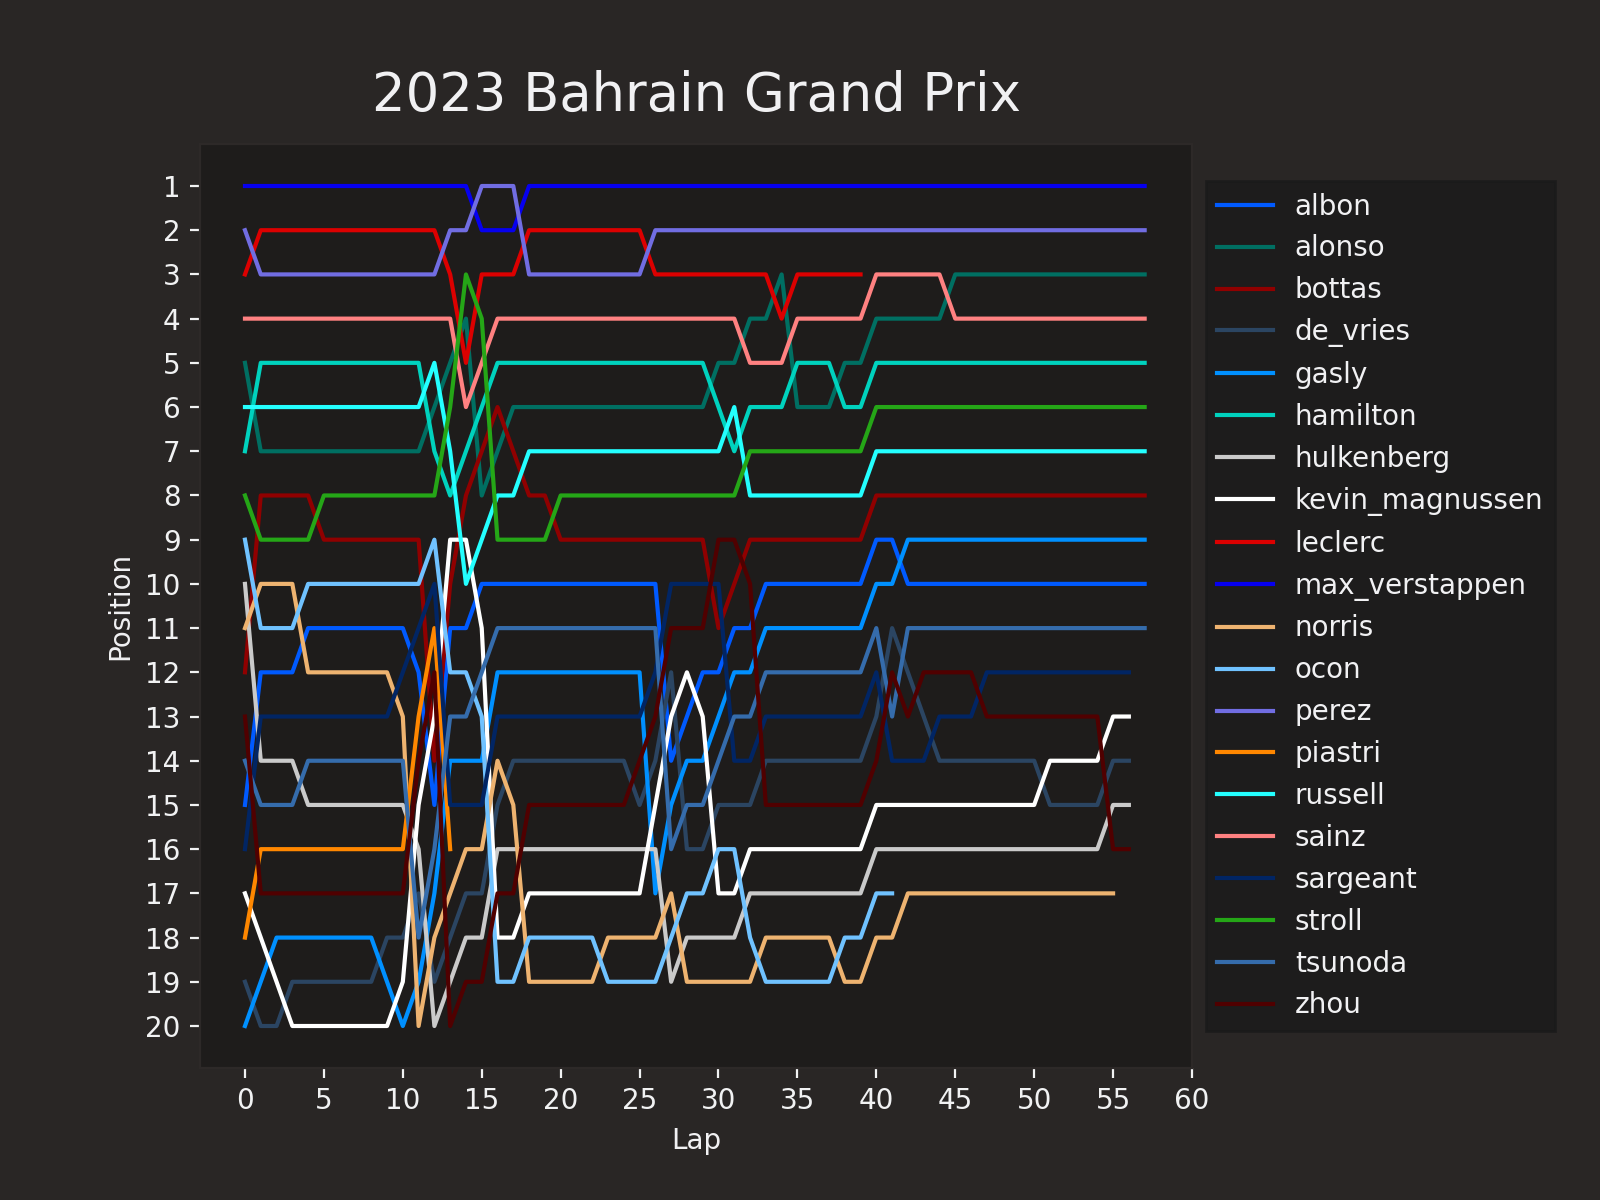 2023 Bahrain Grand Prix
Position
1
2
3
4
5
6
7
8
9
10
11
12
13
14
15
16
17
18
19
20
0 5 10 15 20 25 30 35 40 45 50 55 60
Lap
albon
alonso
bottas
de_vries
gasly
hamilton
hulkenberg
kevin_magnussen
leclerc
max_verstappen
norris
ocon
perez
piastri
russell
sainz
sargeant
stroll
tsunoda
zhou